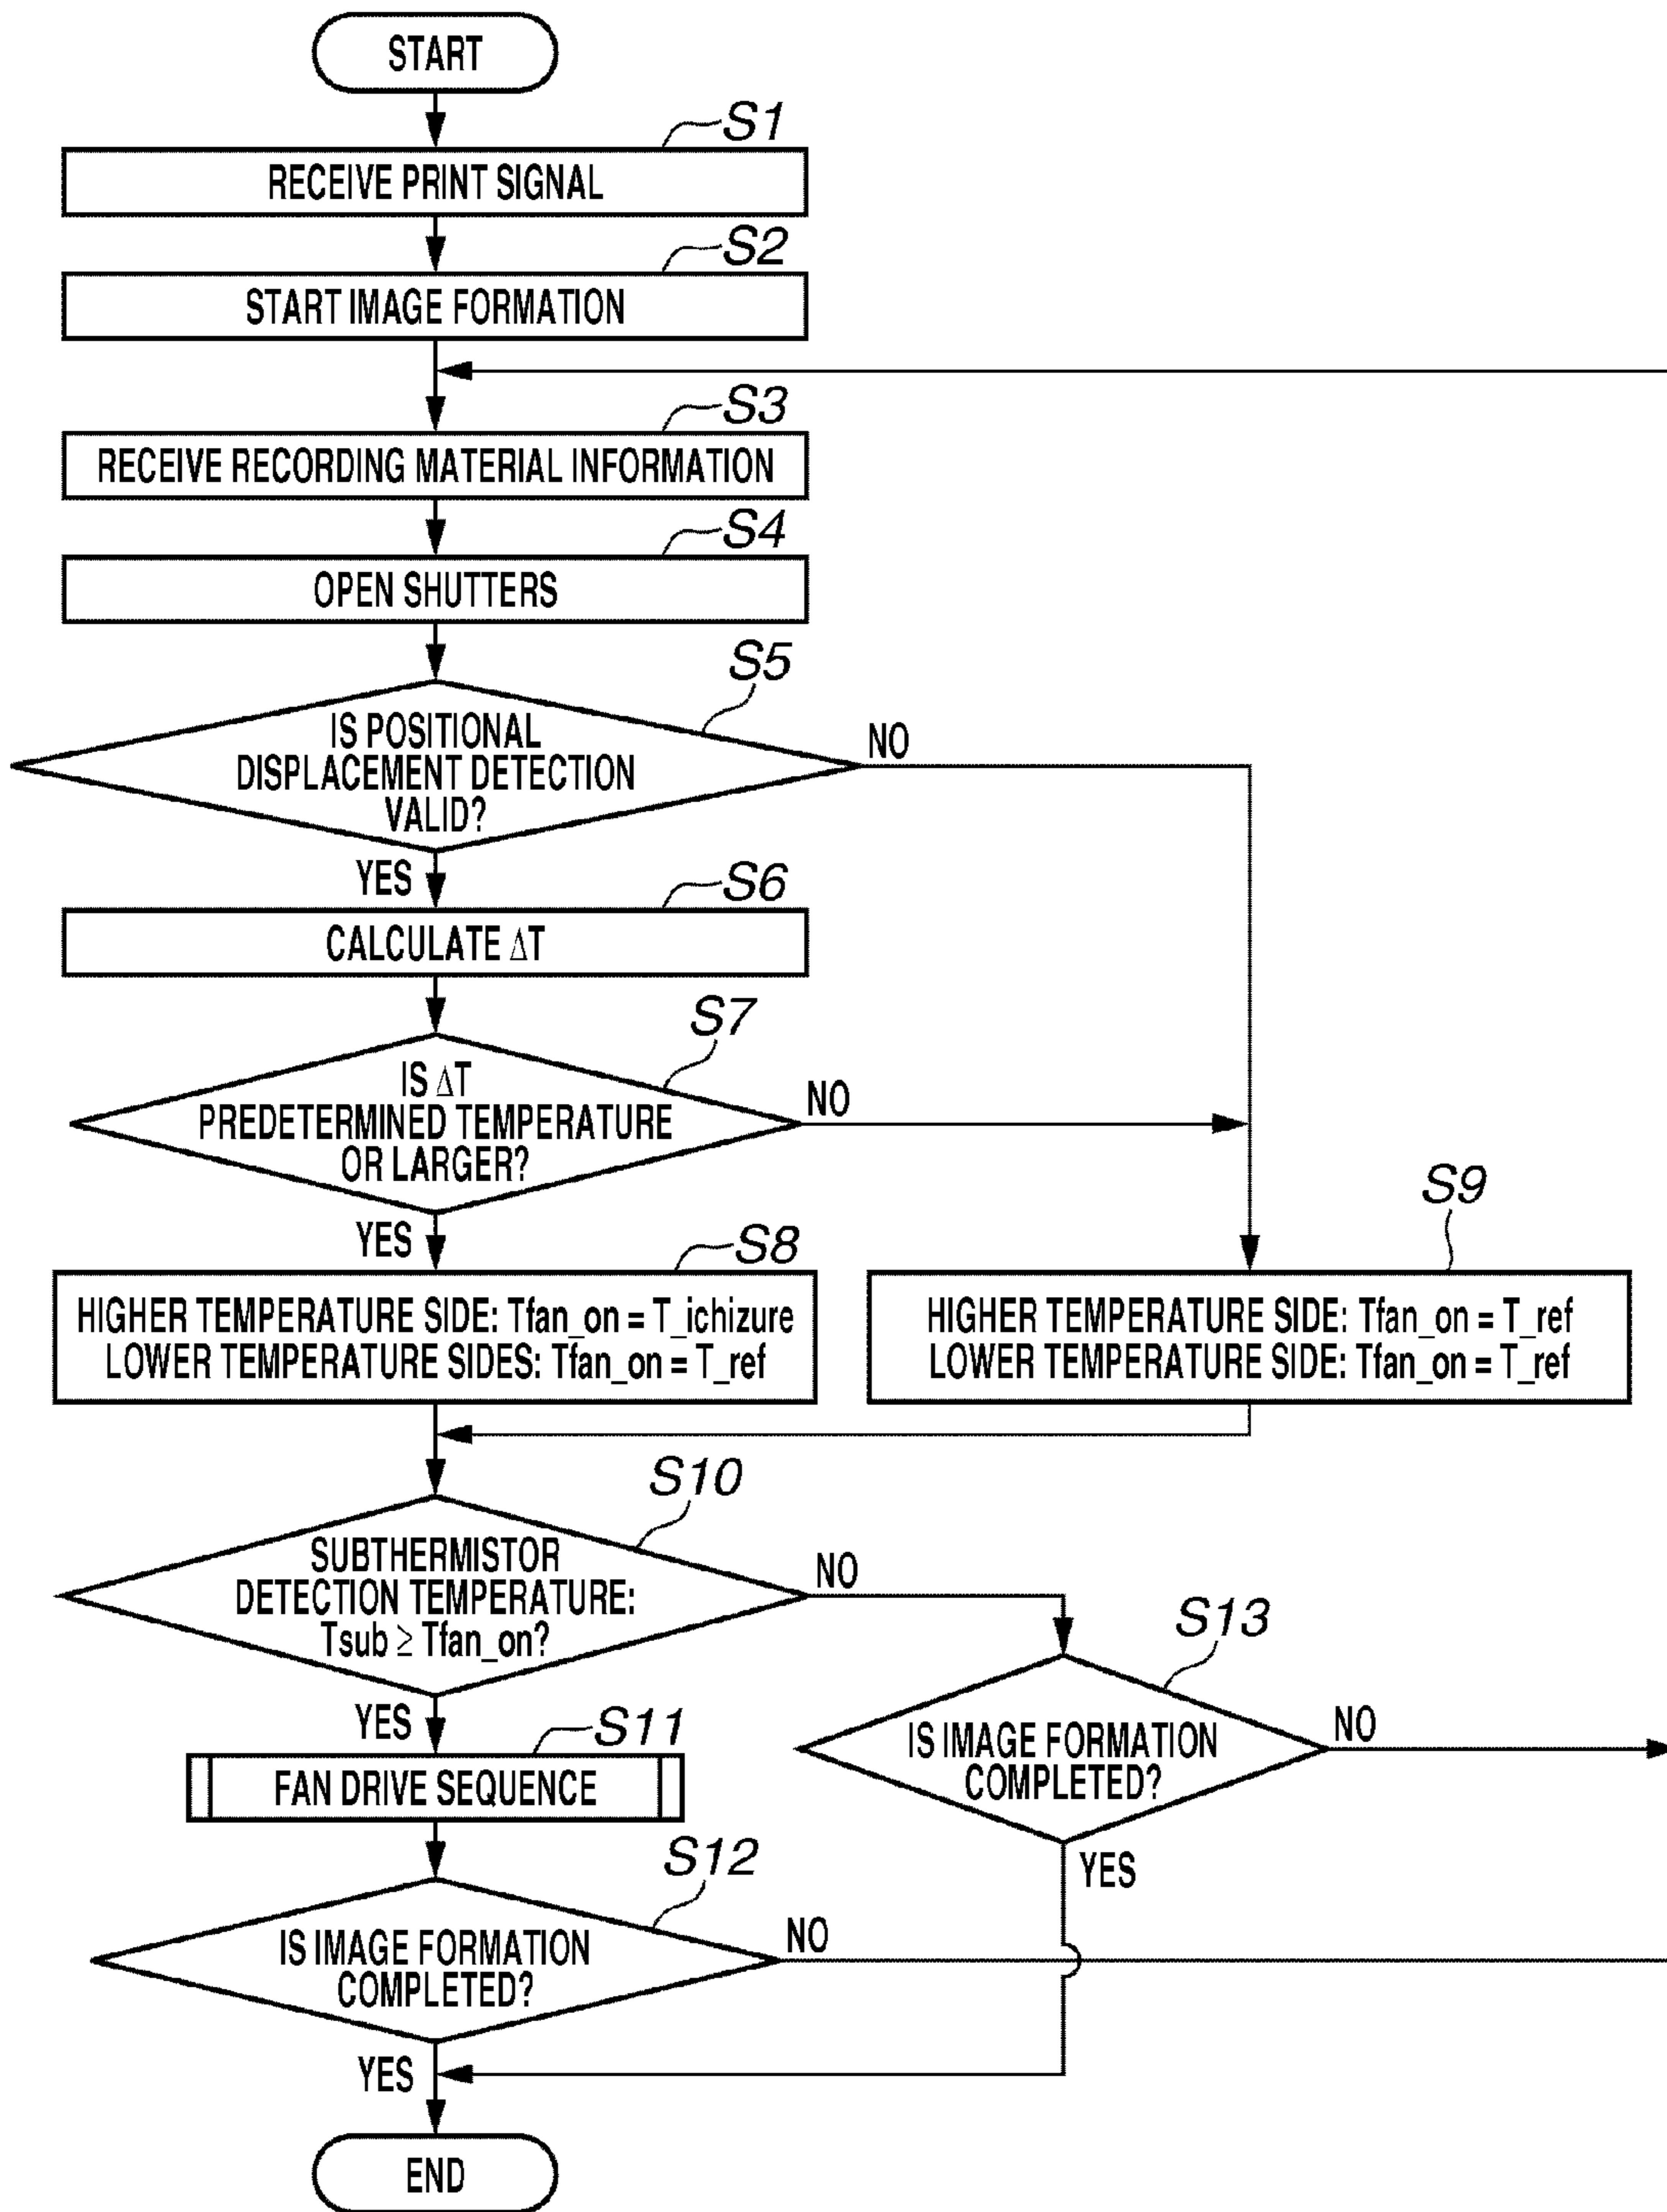 START
S1
RECEIVE PRINT SIGNAL
S2
START IMAGE FORMATION
S3
RECEIVE RECORDING MATERIAL INFORMATION
S4
OPEN SHUTTERS
S5
IS POSITIONAL
DISPLACEMENT DETECTION
VALID?
NO
YES
S6
CALCULATE ΔT
S7
IS ΔT
PREDETERMINED TEMPERATURE
OR LARGER?
NO
YES
S8
HIGHER TEMPERATURE SIDE: Tfan_on = T_ichizure
LOWER TEMPERATURE SIDES: Tfan_on = T_ref
S9
HIGHER TEMPERATURE SIDE: Tfan_on = T_ref
LOWER TEMPERATURE SIDE: Tfan_on = T_ref
S10
SUBTHERMISTOR
DETECTION TEMPERATURE:
Tsub ≥ Tfan_on?
NO
YES
S13
IS IMAGE FORMATION
COMPLETED?
NO
YES
S11
FAN DRIVE SEQUENCE
S12
IS IMAGE FORMATION
COMPLETED?
NO
YES
END